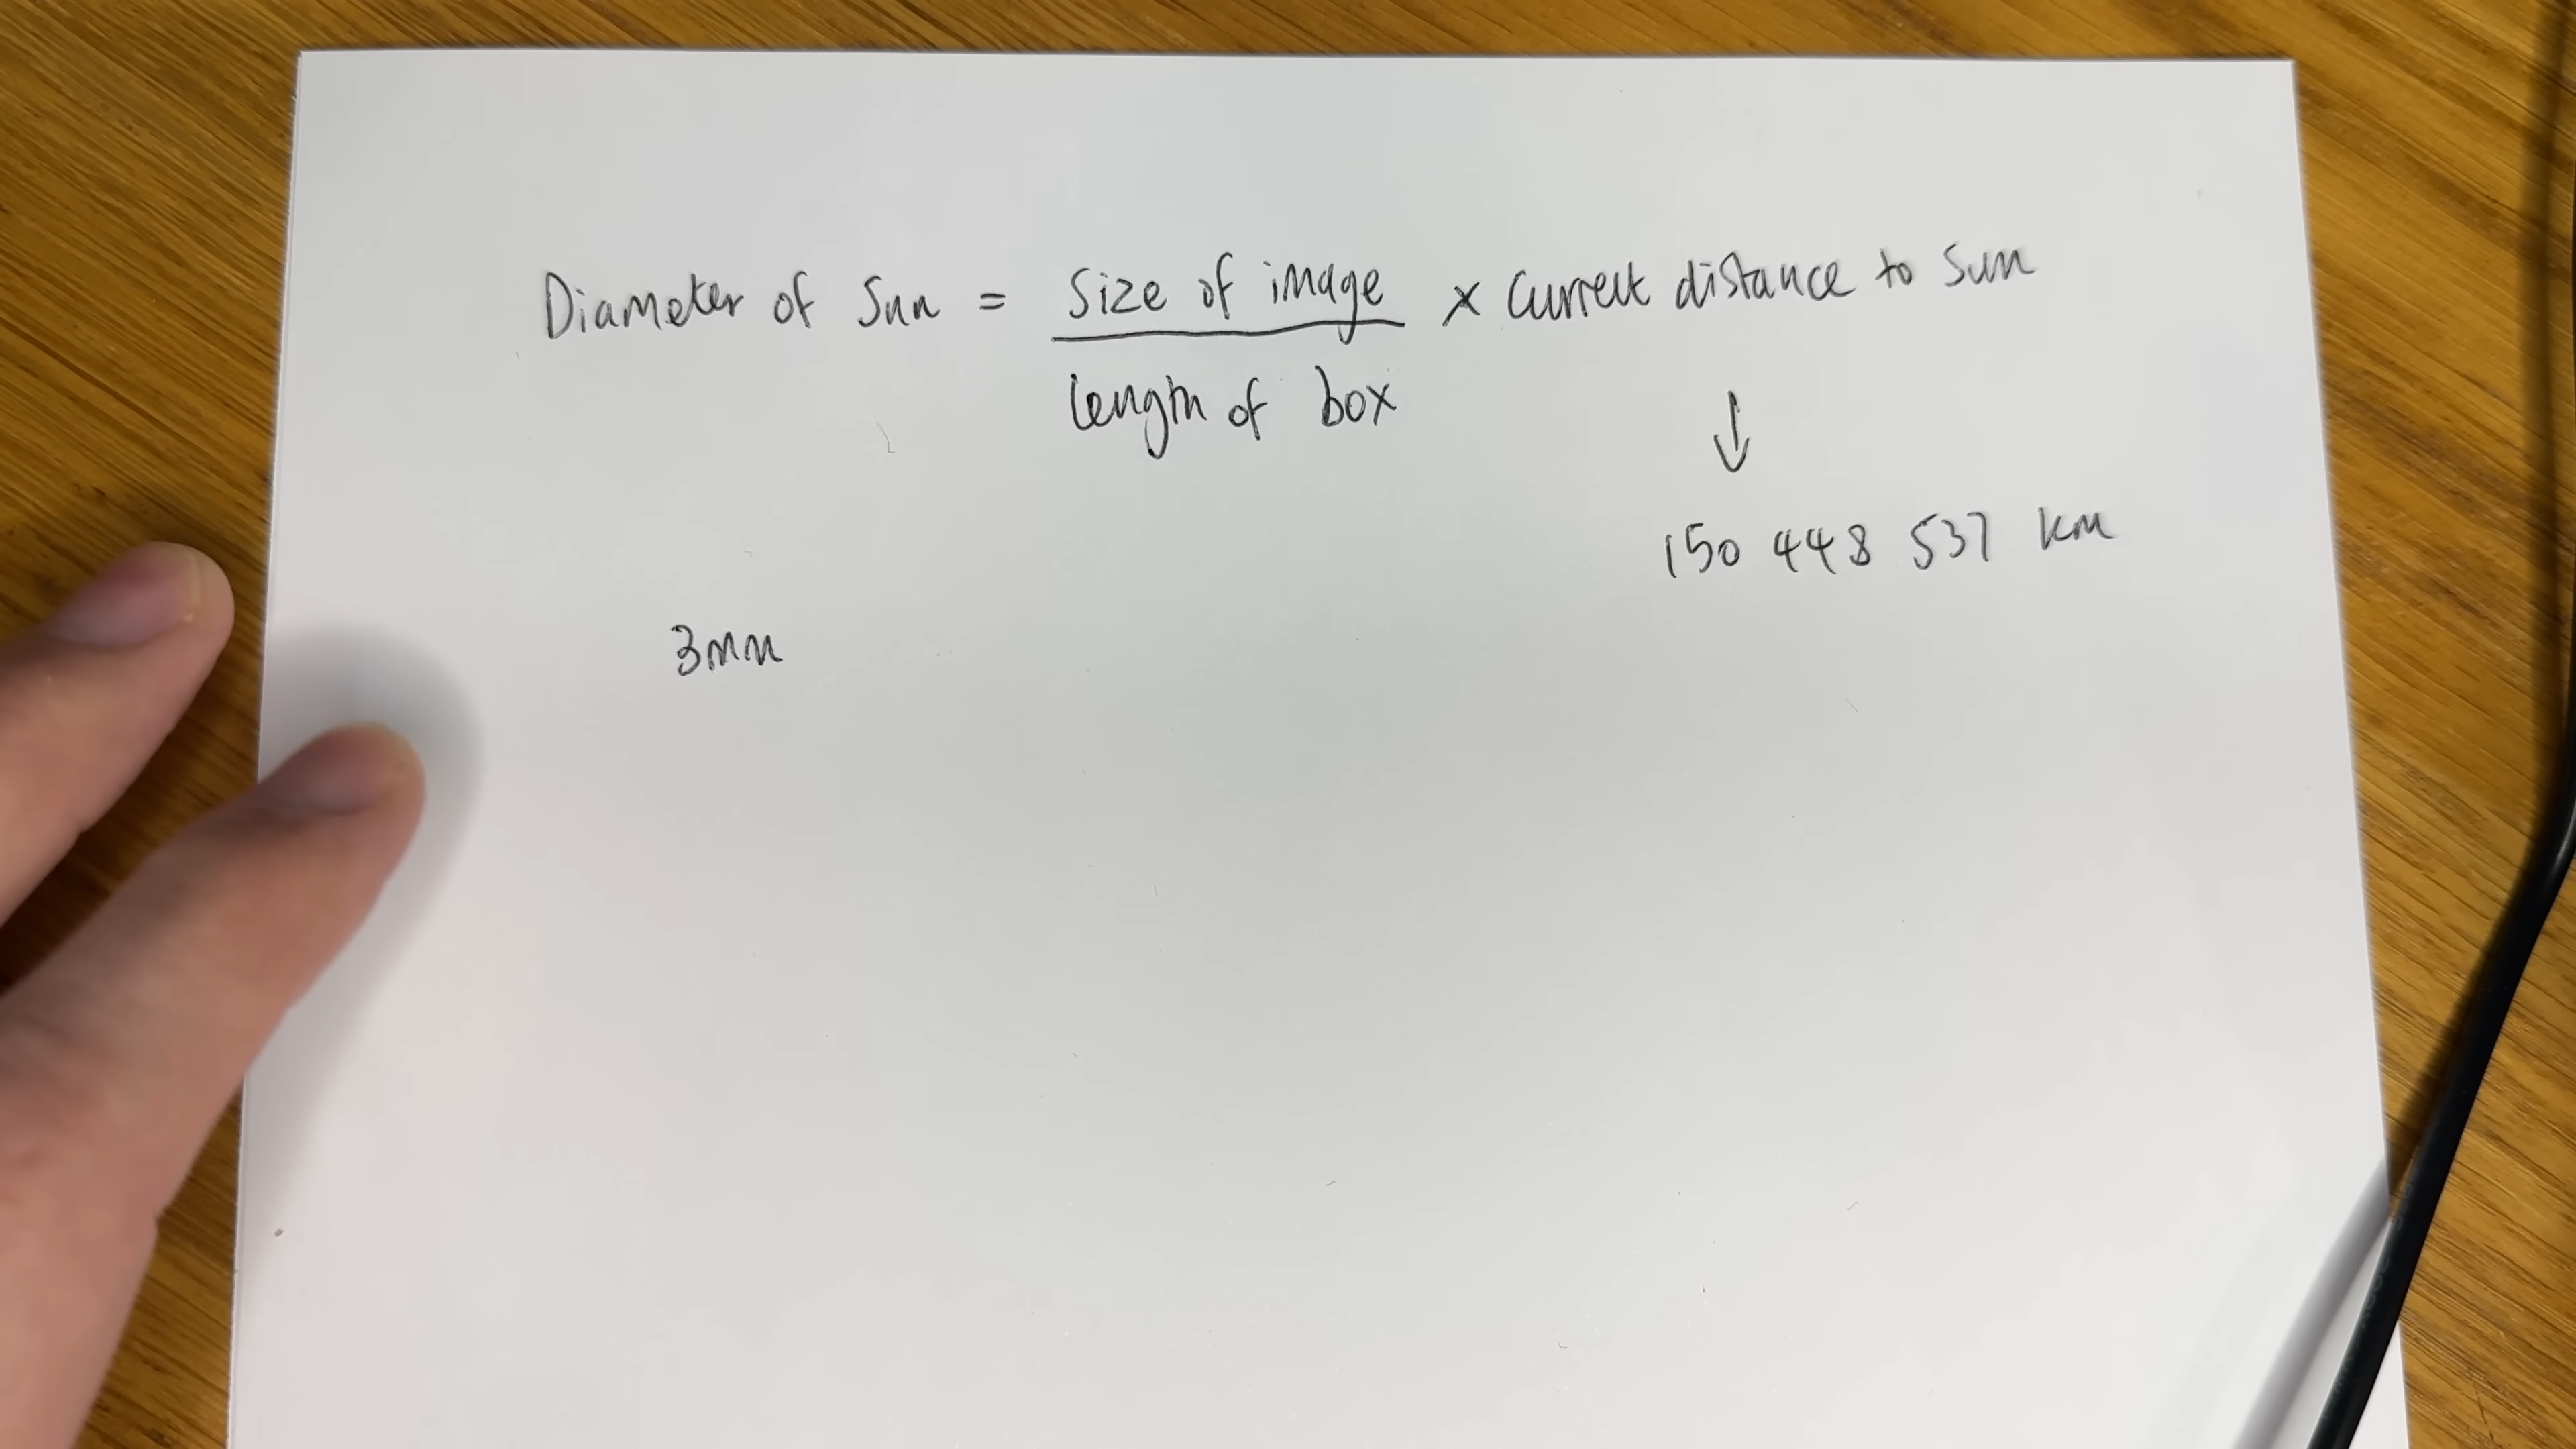 Diameter of Sun = Size of image / length of box × Current distance to Sun
↓
150 448 537 km
3mm